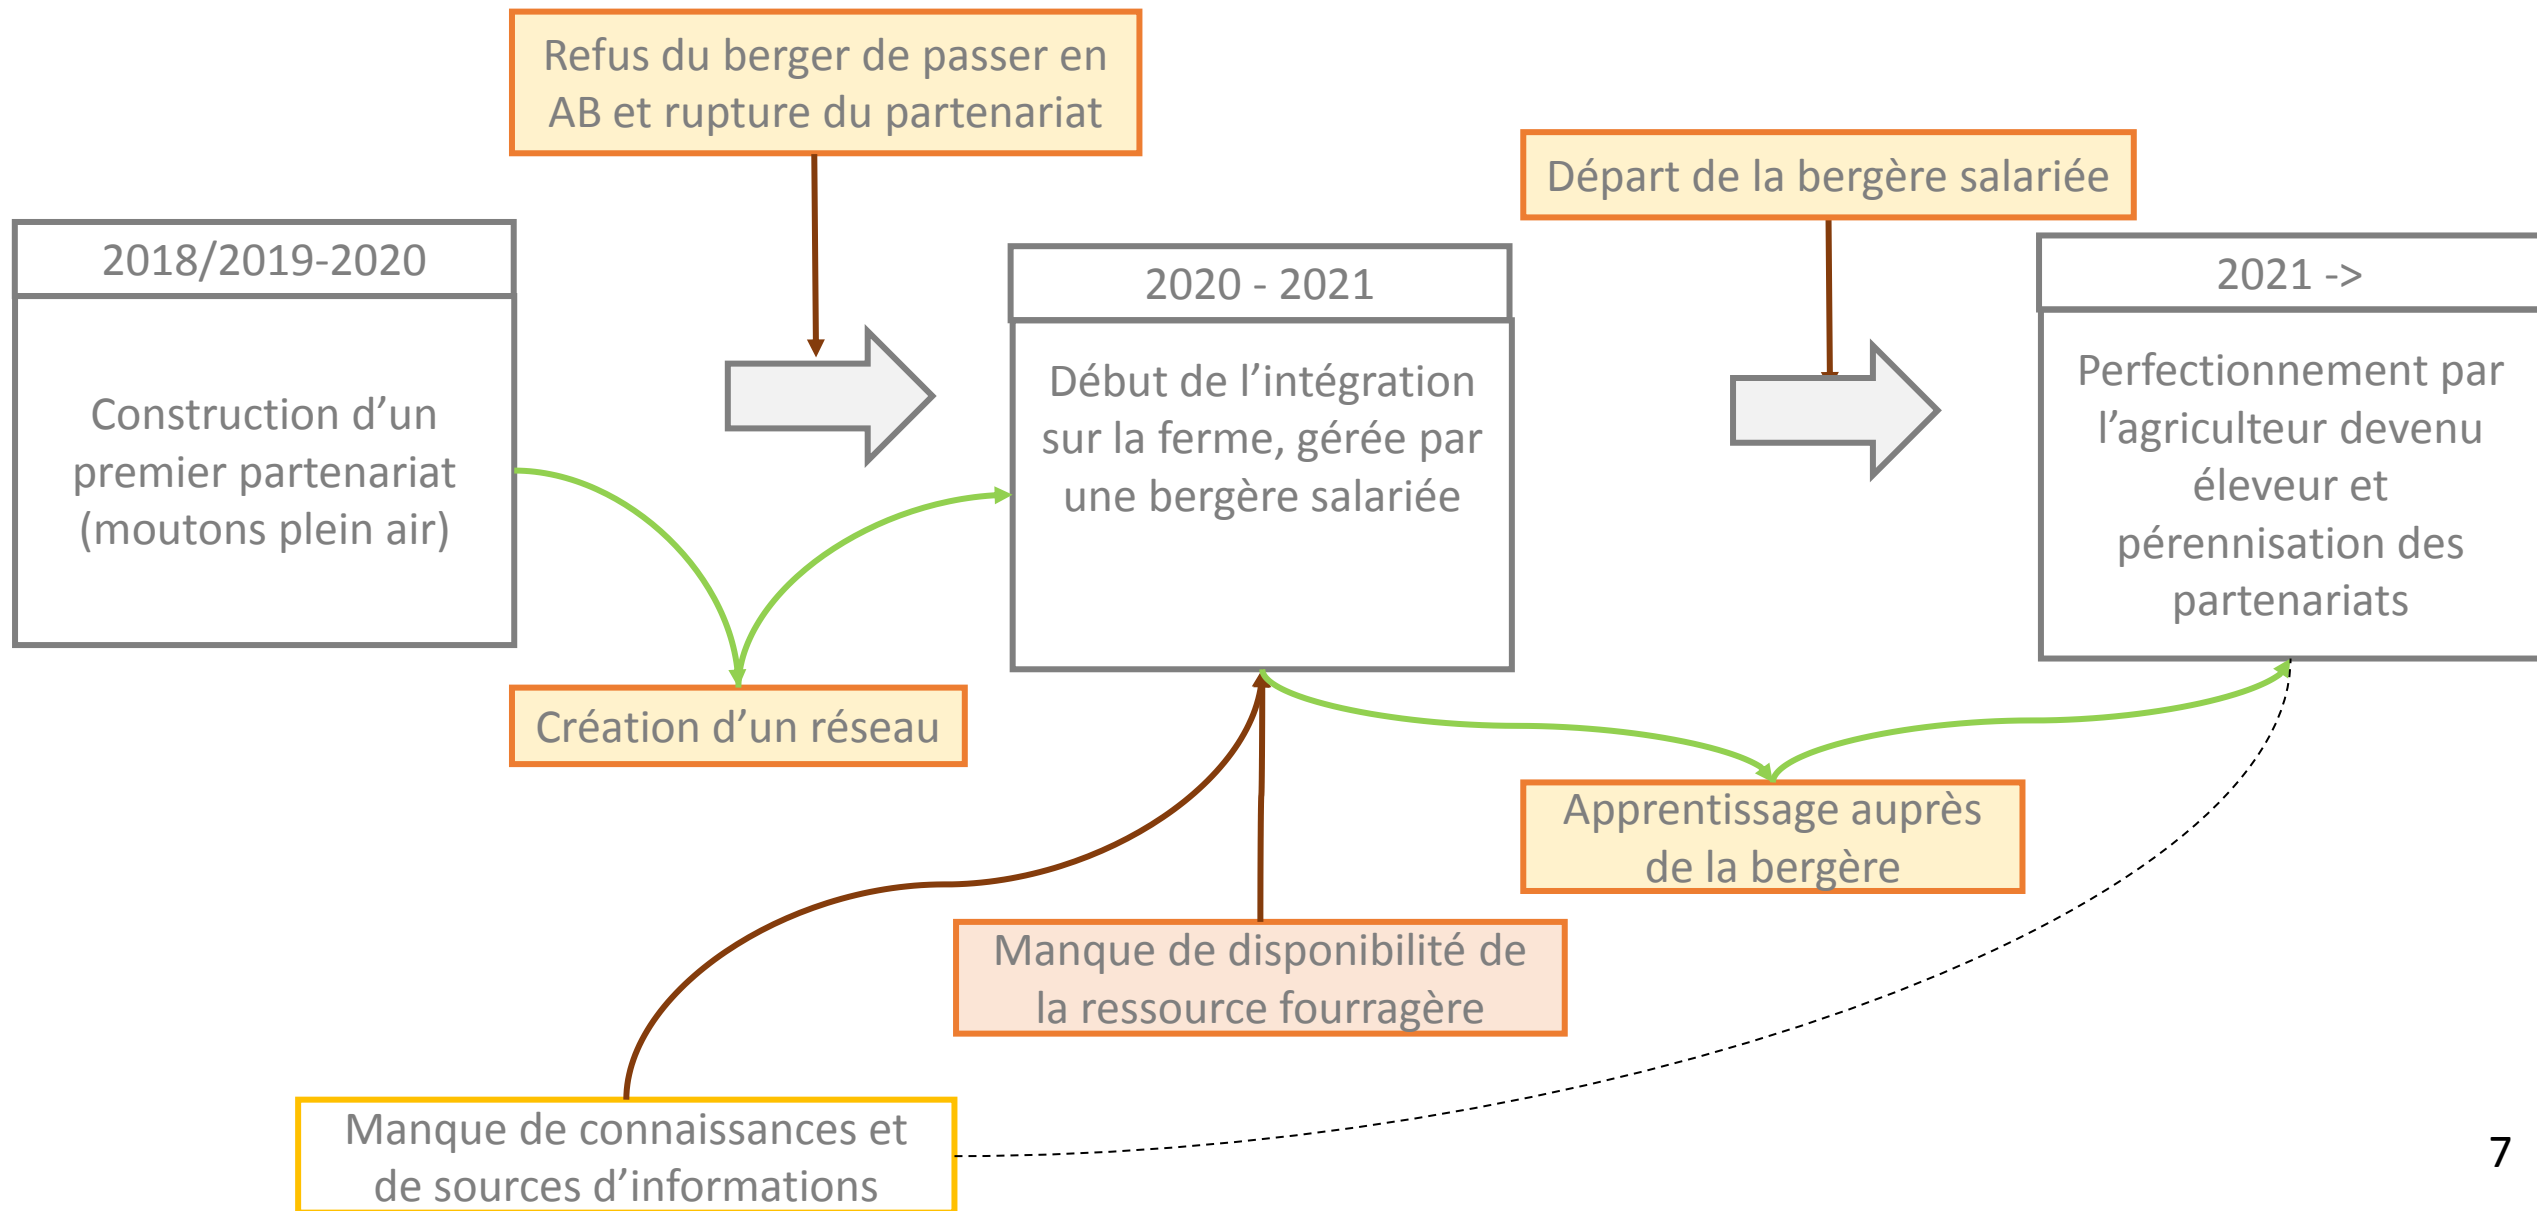 Refus du berger de passer en
AB et rupture du partenariat
Départ de la bergère salariée
2018/2019-2020
Construction d’un
premier partenariat
(moutons plein air)
2020 - 2021
Début de l’intégration
sur la ferme, gérée par
une bergère salariée
2021 ->
Perfectionnement par
l’agriculteur devenu
éleveur et
pérennisation des
partenariats
Création d’un réseau
Apprentissage auprès
de la bergère
Manque de disponibilité de
la ressource fourragère
Manque de connaissances et
de sources d’informations
7